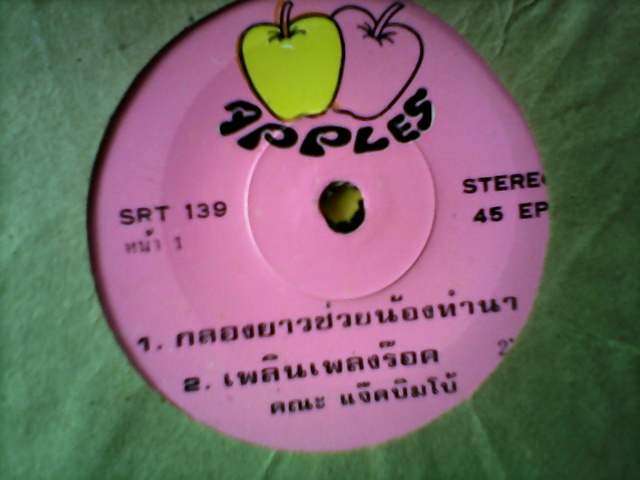 APPLES
SRT 139
หน้า 1
STEREO
45 EP
1. กลองยาวช่วยน้องทำนา
2. เพลินเพลงร๊อค
คณะ แจ๊คบิมโบ้